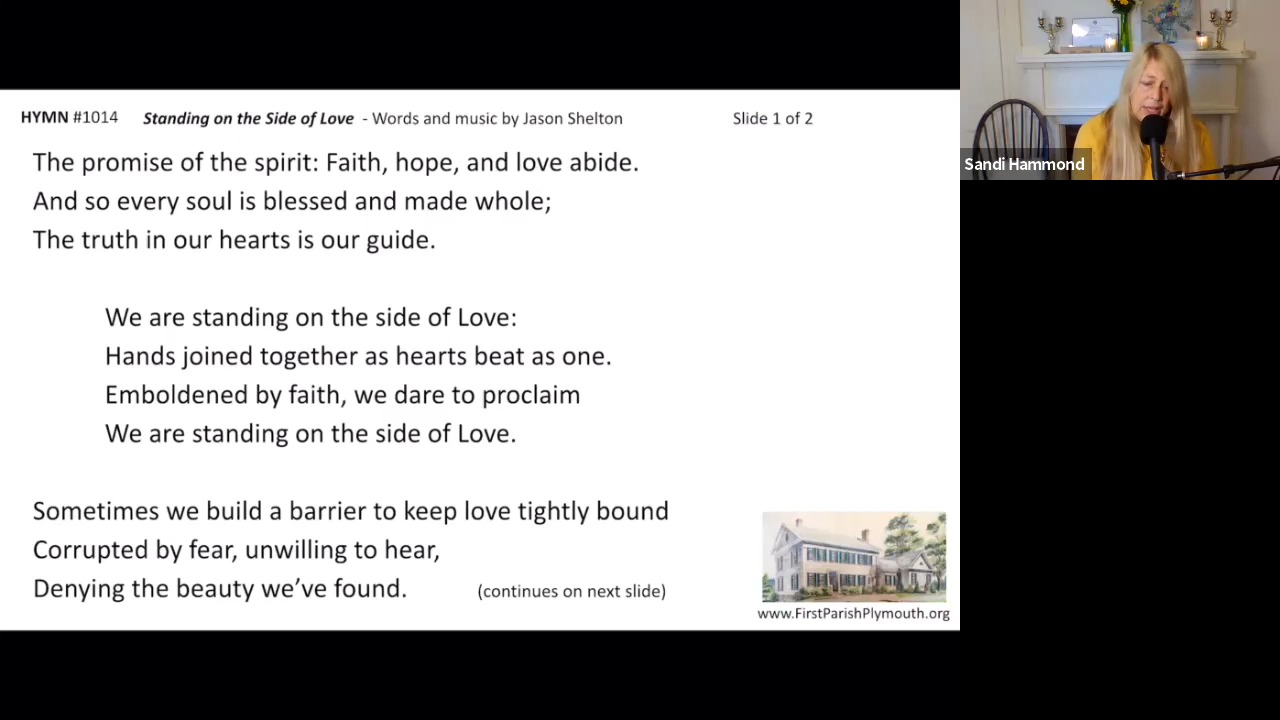 HYMN #1014 Standing on the Side of Love - Words and music by Jason Shelton Slide 1 of 2
The promise of the spirit: Faith, hope, and love abide.
And so every soul is blessed and made whole;
The truth in our hearts is our guide.
We are standing on the side of Love:
Hands joined together as hearts beat as one.
Emboldened by faith, we dare to proclaim
We are standing on the side of Love.
Sometimes we build a barrier to keep love tightly bound
Corrupted by fear, unwilling to hear,
Denying the beauty we’ve found. (continues on next slide)
www.FirstParishPlymouth.org
Sandi Hammond